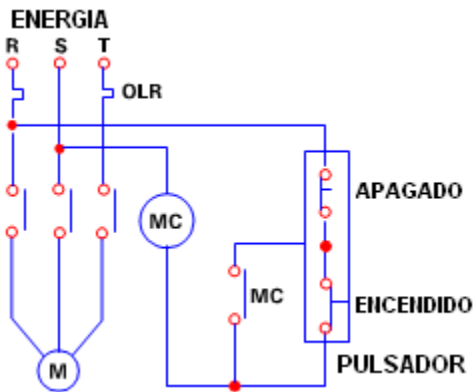 ENERGIA
R S T
OLR
APAGADO
MC
MC
ENCENDIDO
PULSADOR
M